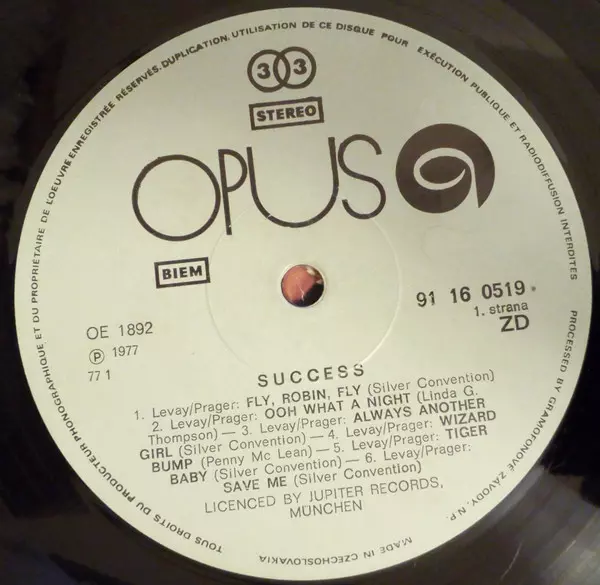 TOUS DROITS DU PRODUCTEUR PHONOGRAPHIQUE ET DU PROPRIÉTAIRE DE L'OEUVRE ENREGISTRÉE RÉSERVÉS. DUPLICATION, UTILISATION DE CE DISQUE POUR EXÉCUTION PUBLIQUE ET RADIODIFFUSION INTERDITES
PROCESSED BY GRAMOFONOVÉ ZÁVODY, N.P.
MADE IN CZECHOSLOVAKIA
33
STEREO
OPUS
BIEM
91 16 0519
1. strana
ZD
OE 1892
Ⓟ 1977
77 1
SUCCESS
1. Levay/Prager: FLY, ROBIN, FLY (Silver Convention)
2. Levay/Prager: OOH WHAT A NIGHT (Linda G.
Thompson) — 3. Levay/Prager: ALWAYS ANOTHER
GIRL (Silver Convention) — 4. Levay/Prager: WIZARD
BUMP (Penny Mc Lean) — 5. Levay/Prager: TIGER
BABY (Silver Convention) — 6. Levay/Prager:
SAVE ME (Silver Convention)
LICENCED BY JUPITER RECORDS,
MÜNCHEN